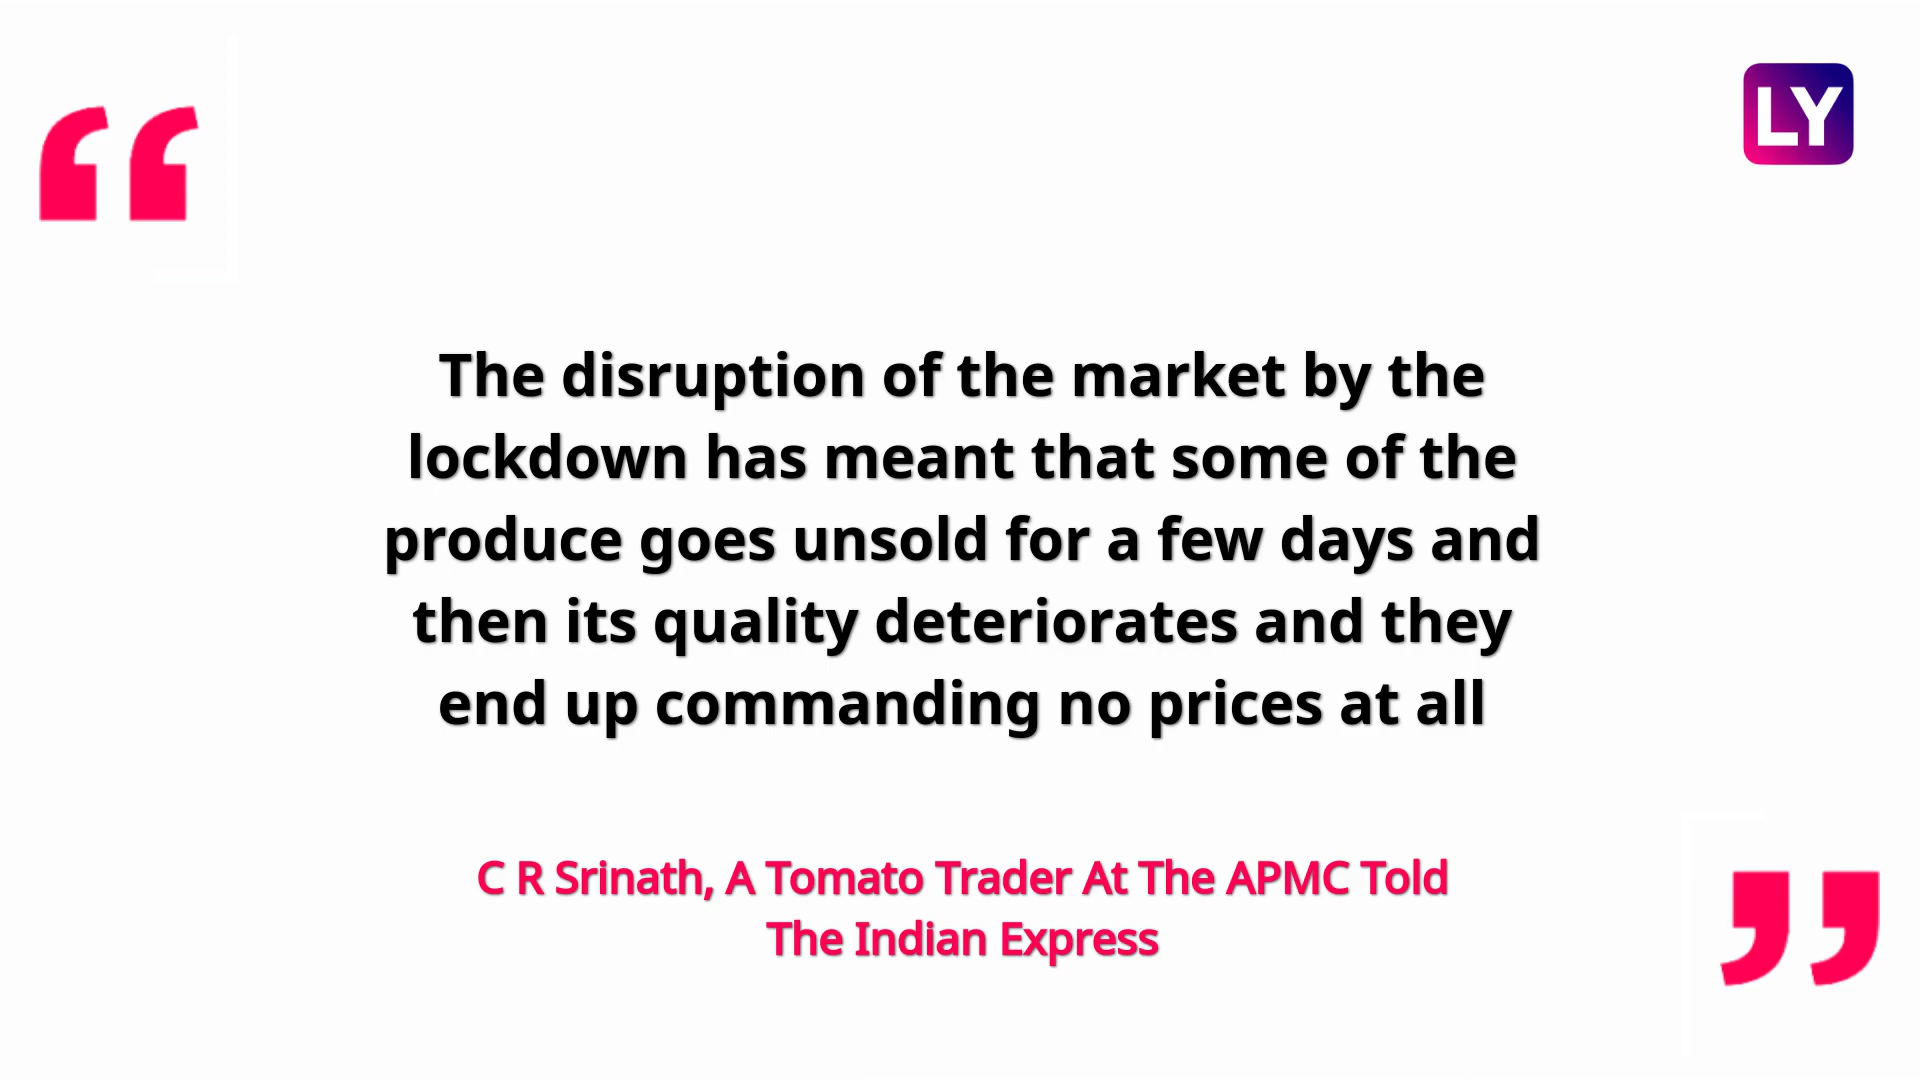 LY
The disruption of the market by the
lockdown has meant that some of the
produce goes unsold for a few days and
then its quality deteriorates and they
end up commanding no prices at all
C R Srinath, A Tomato Trader At The APMC Told
The Indian Express